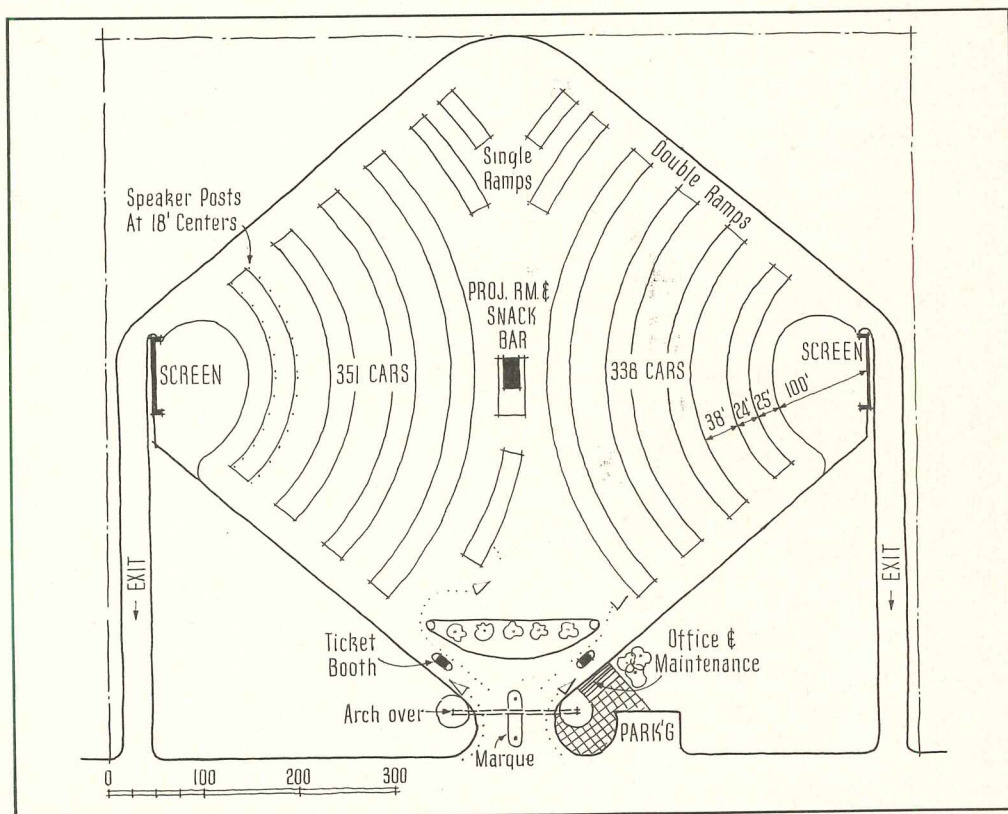 Single
Ramps
Double Ramps
Speaker Posts
At 18' Centers
PROJ. RM. &
SNACK
BAR
SCREEN
351 CARS
338 CARS
SCREEN
38'
24'
25'
100'
EXIT
EXIT
Ticket
Booth
Office &
Maintenance
Arch over
Marque
PARK'G
0
100
200
300